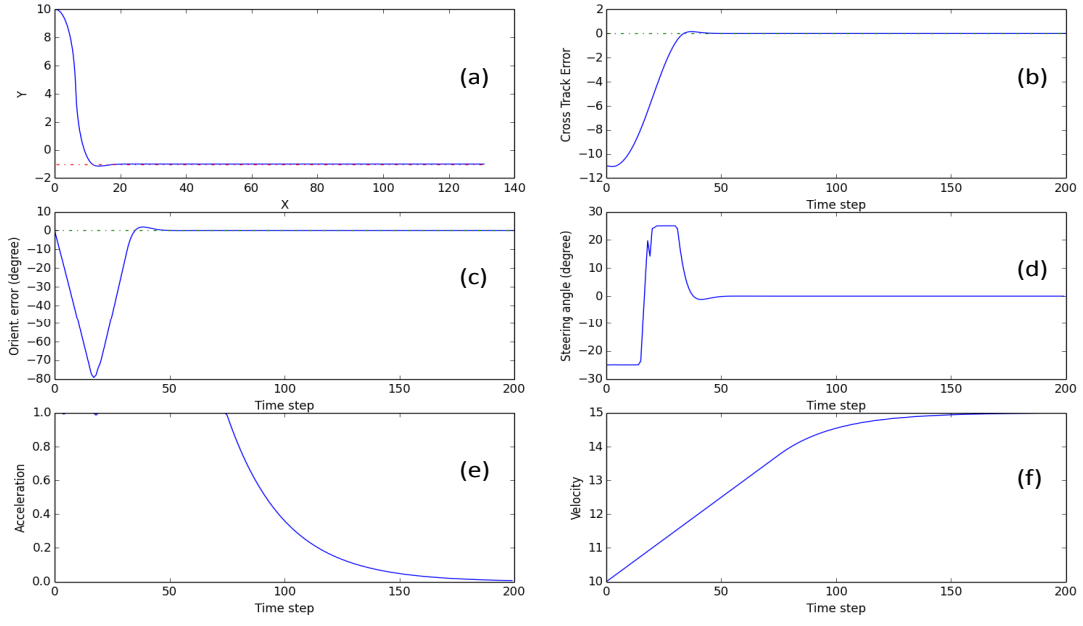 10
8
6
4
2
0
−2
Y
(a)
0 20 40 60 80 100 120 140
X
2
0
−2
−4
−6
−8
−10
−12
Cross Track Error
(b)
0 50 100 150 200
Time step
10
0
−10
−20
−30
−40
−50
−60
−70
−80
Orient. error (degree)
(c)
0 50 100 150 200
Time step
30
20
10
0
−10
−20
−30
Steering angle (degree)
(d)
0 50 100 150 200
Time step
1.0
0.8
0.6
0.4
0.2
0.0
Acceleration
(e)
0 50 100 150 200
Time step
15
14
13
12
11
10
Velocity
(f)
0 50 100 150 200
Time step